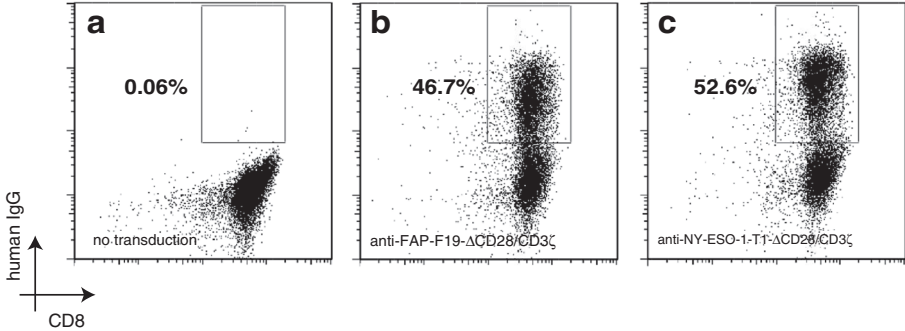 a
b
c
0.06%
46.7%
52.6%
no transduction
anti-FAP-F19-ΔCD28/CD3ζ
anti-NY-ESO-1-T1-ΔCD28/CD3ζ
human IgG
CD8